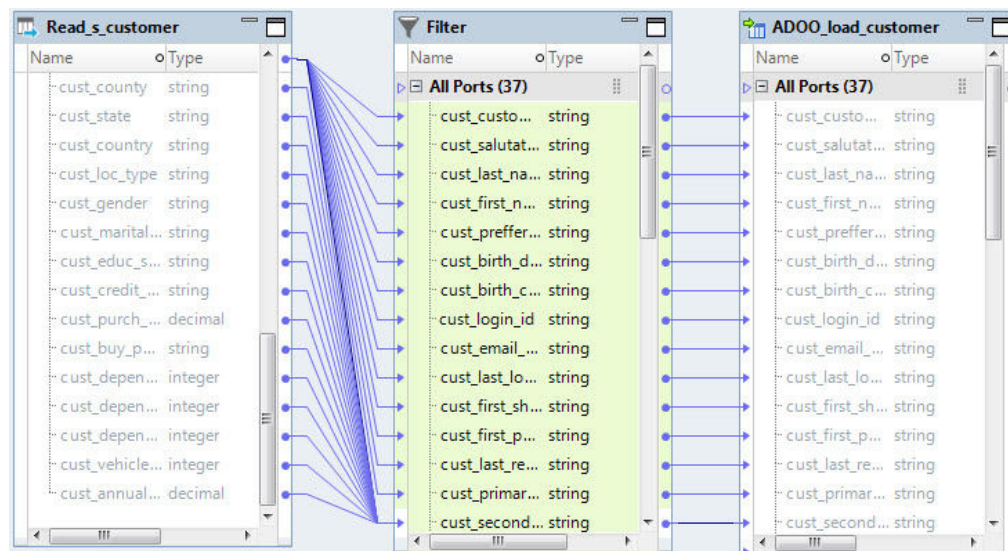 Read_s_customer
Name Type
cust_county string
cust_state string
cust_country string
cust_loc_type string
cust_gender string
cust_marital... string
cust_educ_s... string
cust_credit_... string
cust_purch_... decimal
cust_buy_p... string
cust_depen... integer
cust_depen... integer
cust_depen... integer
cust_vehicle... integer
cust_annual... decimal
Filter
Name Type
All Ports (37)
cust_custo... string
cust_salutat... string
cust_last_na... string
cust_first_n... string
cust_preffer... string
cust_birth_d... string
cust_birth_c... string
cust_login_id string
cust_email_... string
cust_last_lo... string
cust_first_sh... string
cust_first_p... string
cust_last_re... string
cust_primar... string
cust_second... string
ADOO_load_customer
Name Type
All Ports (37)
cust_custo... string
cust_salutat... string
cust_last_na... string
cust_first_n... string
cust_preffer... string
cust_birth_d... string
cust_birth_c... string
cust_login_id string
cust_email_... string
cust_last_lo... string
cust_first_sh... string
cust_first_p... string
cust_last_re... string
cust_primar... string
cust_second... string